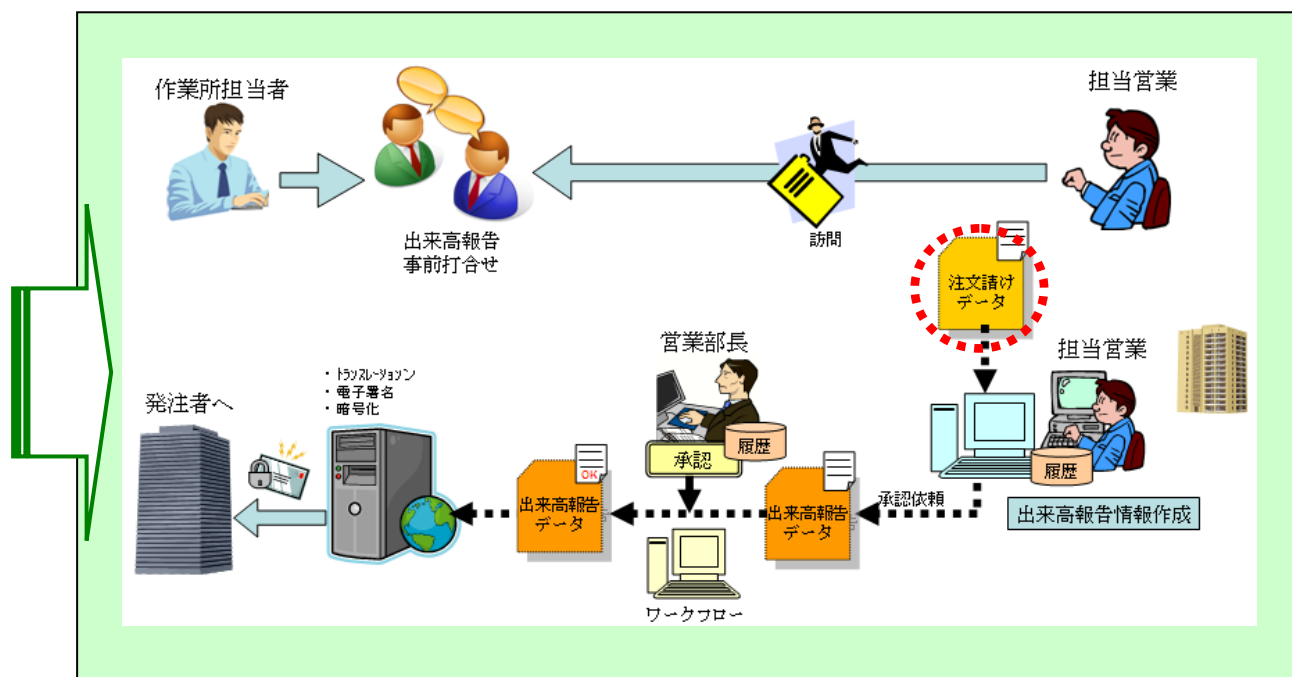 作業所担当者
担当営業
出来高報告
事前打合せ
訪問
注文請け
データ
営業部長
担当営業
・ﾄﾗﾝｽﾚｰｼｮｿﾝ
・電子署名
・暗号化
発注者へ
履歴
承認
履歴
OK
出来高報告
データ
出来高報告
データ
承認依頼
出来高報告情報作成
ワークフロー